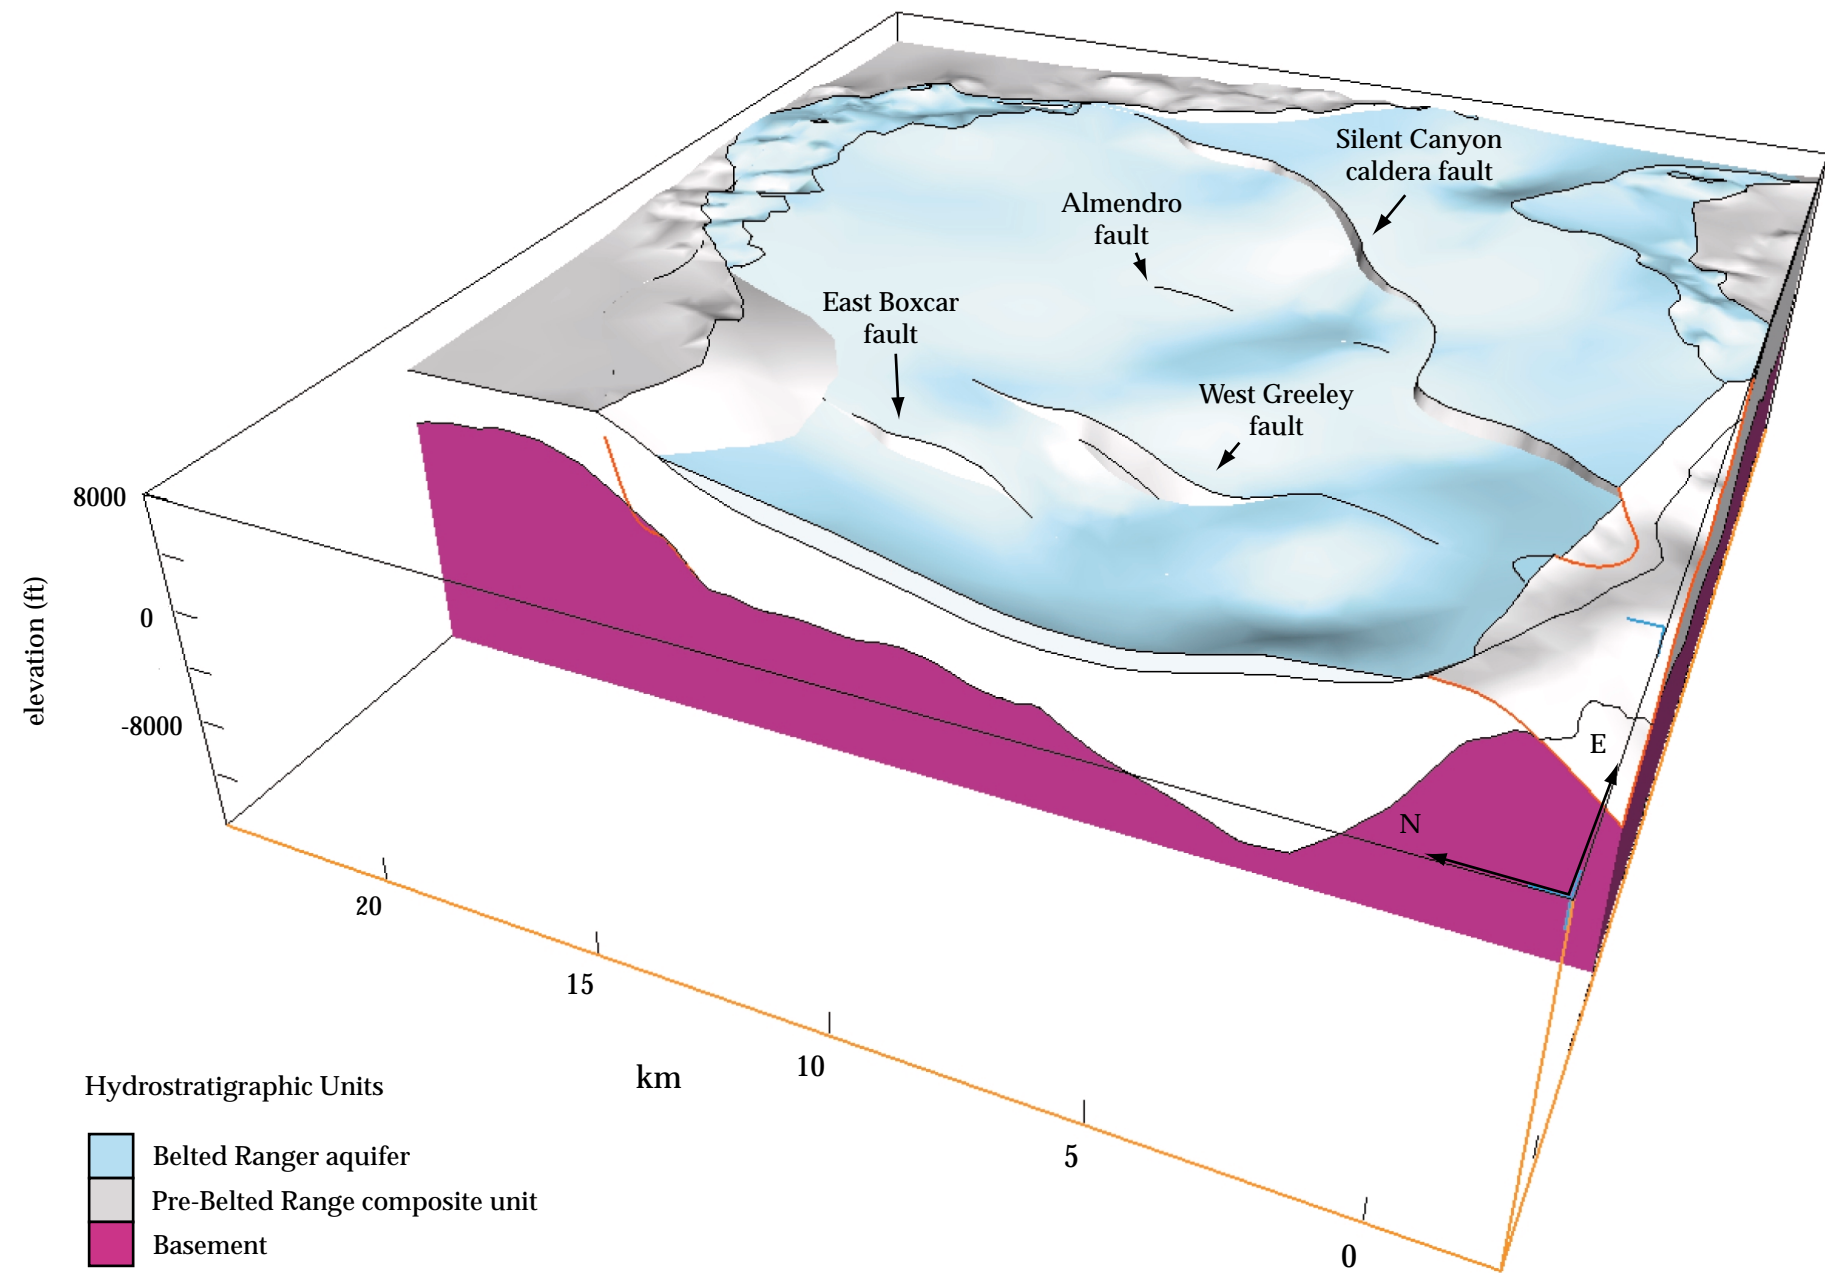 Silent Canyon
caldera fault
Almendro
fault
East Boxcar
fault
West Greeley
fault
8000
0
-8000
elevation (ft)
E
N
20
15
10
5
0
km
Hydrostratigraphic Units
Belted Ranger aquifer
Pre-Belted Range composite unit
Basement